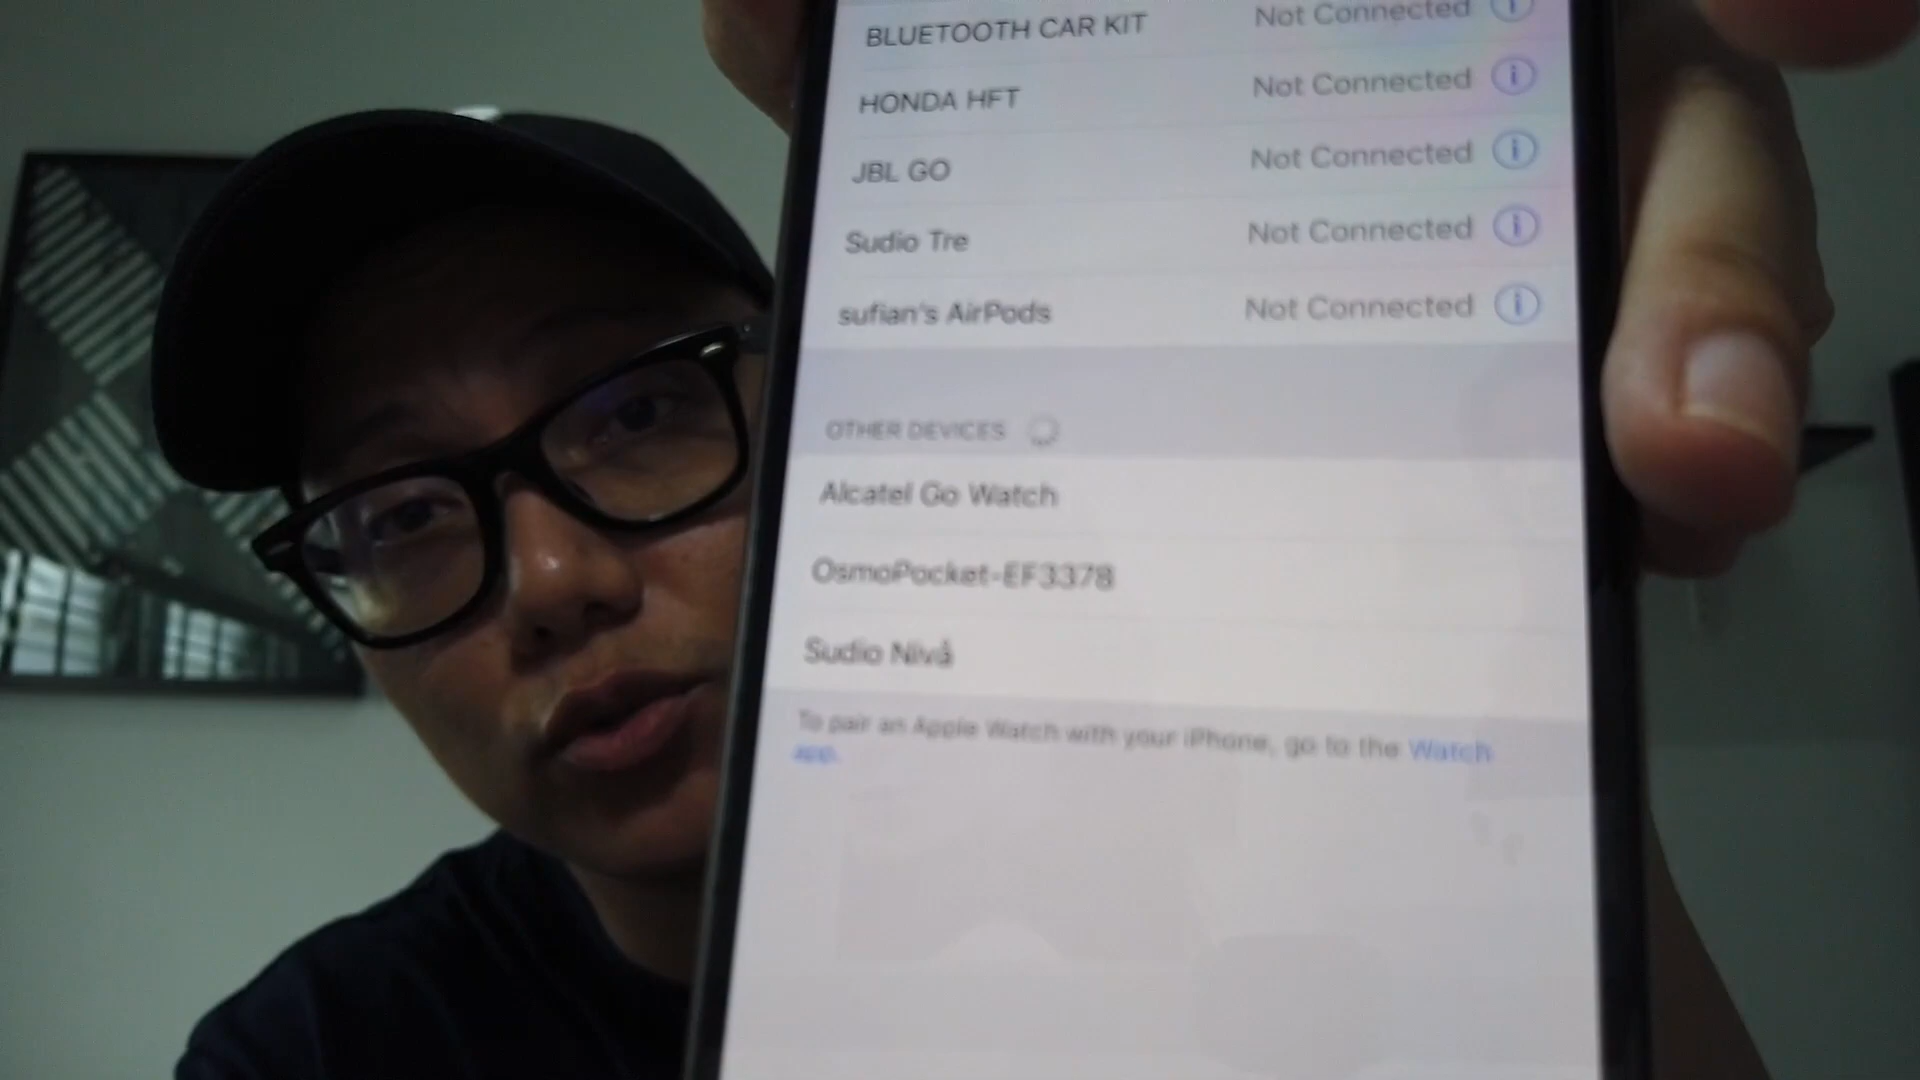 BLUETOOTH CAR KIT Not Connected
HONDA HFT Not Connected
JBL GO Not Connected
Sudio Tre Not Connected
sufian's AirPods Not Connected
OTHER DEVICES
Alcatel Go Watch
OsmoPocket-EF3378
Sudio Nivå
To pair an Apple Watch with your iPhone, go to the Watch
app.